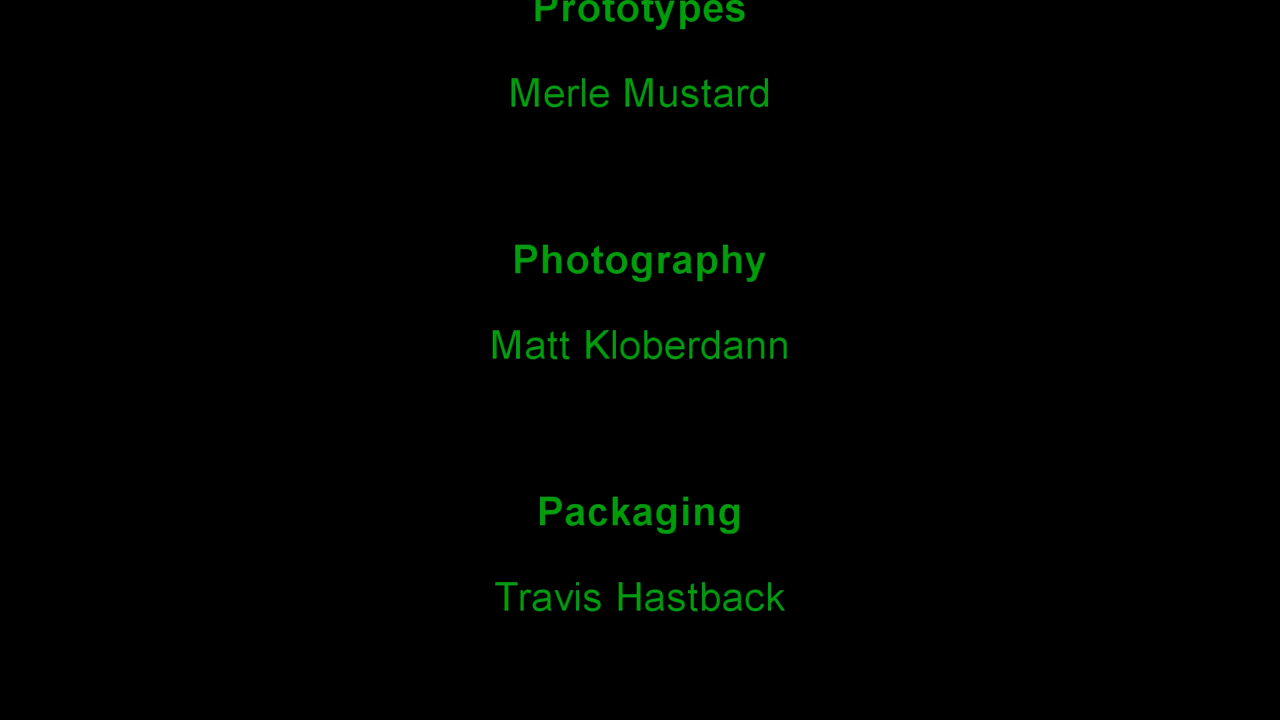 Prototypes
Merle Mustard
Photography
Matt Kloberdann
Packaging
Travis Hastback